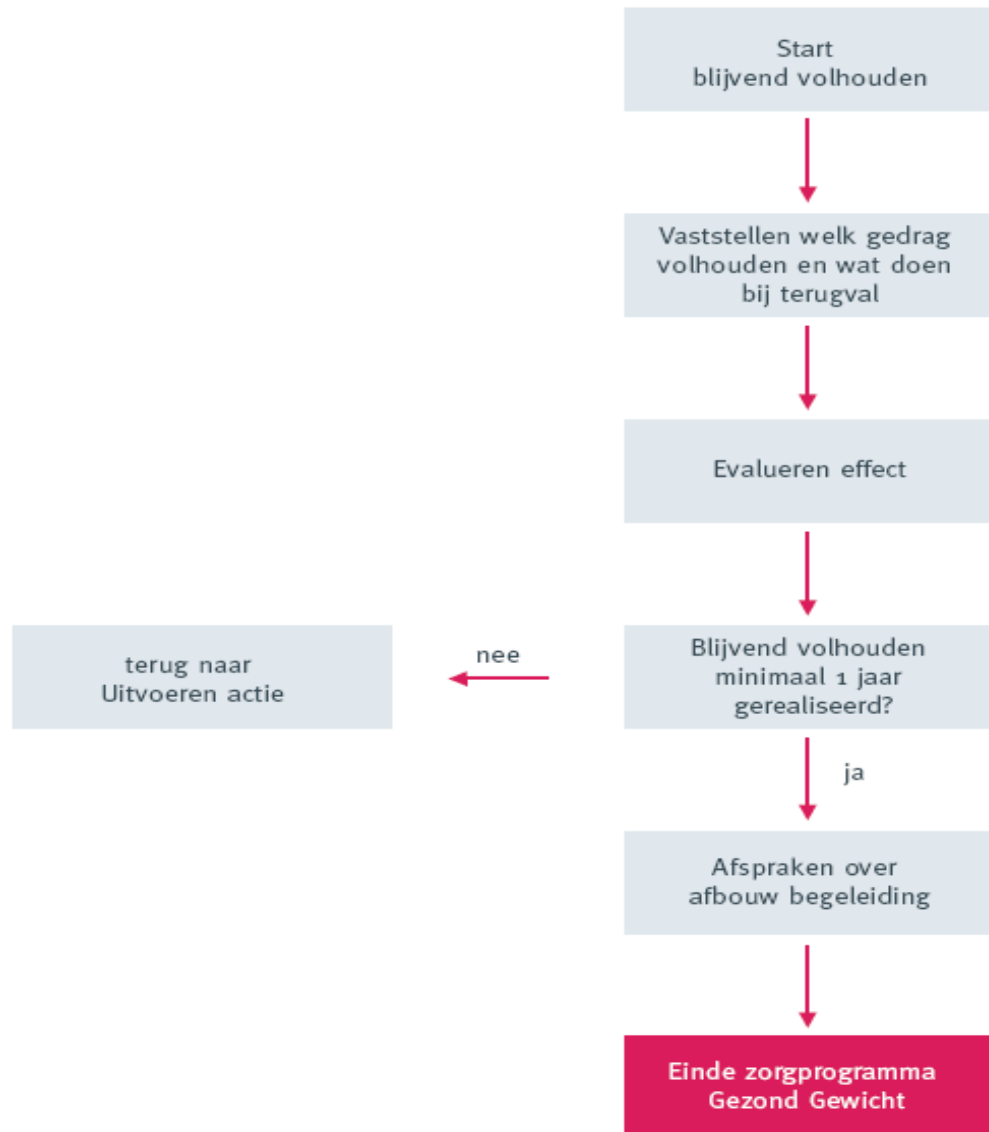 Start
blijvend volhouden
Vaststellen welk gedrag
volhouden en wat doen
bij terugval
Evalueren effect
Blijvend volhouden
minimaal 1 jaar
gerealiseerd?
nee
terug naar
Uitvoeren actie
ja
Afspraken over
afbouw begeleiding
Einde zorgprogramma
Gezond Gewicht